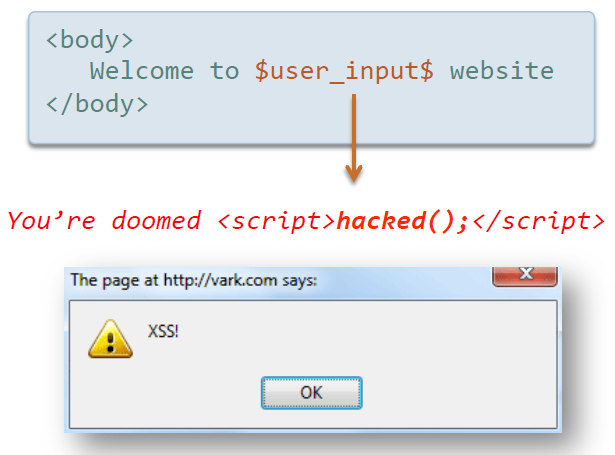 <body>
Welcome to $user_input$ website
</body>
You’re doomed <script>hacked();</script>
The page at http://vark.com says:
XSS!
OK